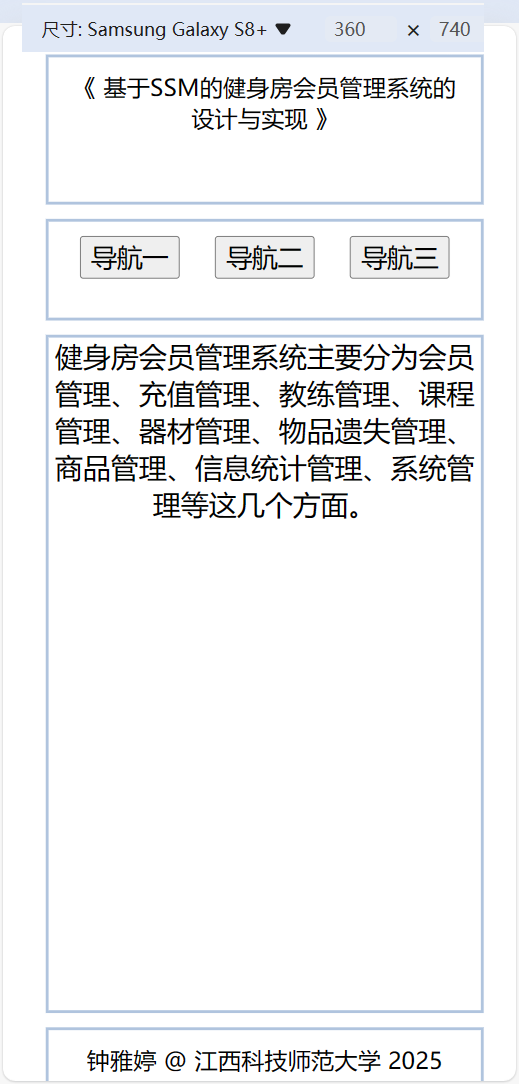 尺寸: Samsung Galaxy S8+ ▼ 360 × 740
《 基于SSM的健身房会员管理系统的
设计与实现 》
导航一 导航二 导航三
健身房会员管理系统主要分为会员
管理、充值管理、教练管理、课程
管理、器材管理、物品遗失管理、
商品管理、信息统计管理、系统管
理等这几个方面。
钟雅婷 @ 江西科技师范大学 2025